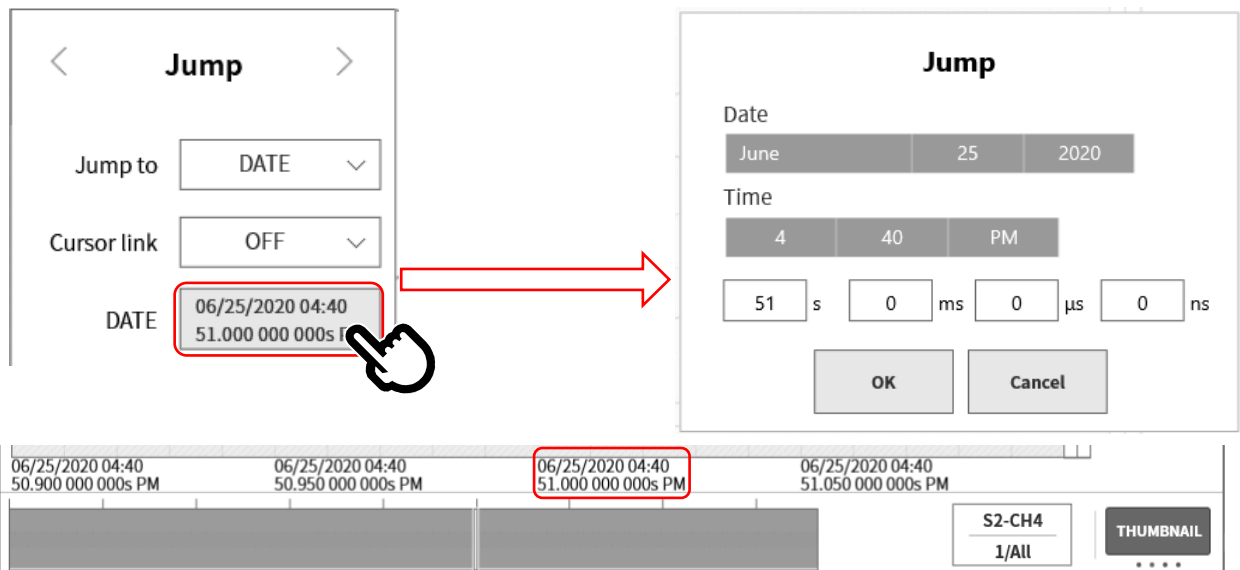 Jump
Jump to
DATE
Cursor link
OFF
DATE
06/25/2020 04:40
51.000 000 000s
Jump
Date
June 25 2020
Time
4 40 PM
51 s 0 ms 0 µs 0 ns
OK Cancel
06/25/2020 04:40
50.900 000 000s PM
06/25/2020 04:40
50.950 000 000s PM
06/25/2020 04:40
51.000 000 000s PM
06/25/2020 04:40
51.050 000 000s PM
S2-CH4
1/All
THUMBNAIL